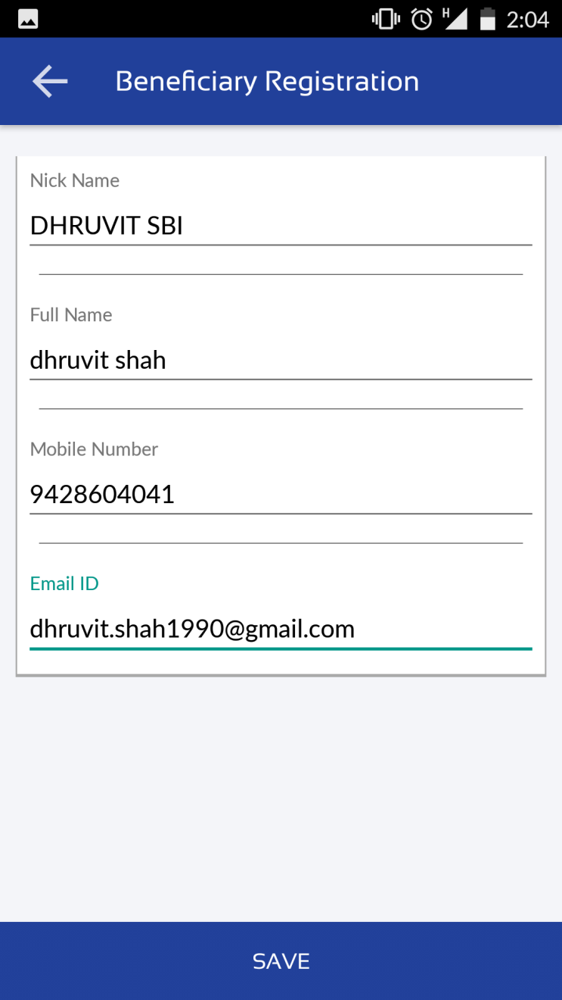 H 2:04
Beneficiary Registration
Nick Name
DHRUVIT SBI
Full Name
dhruvit shah
Mobile Number
9428604041
Email ID
dhruvit.shah1990@gmail.com
SAVE